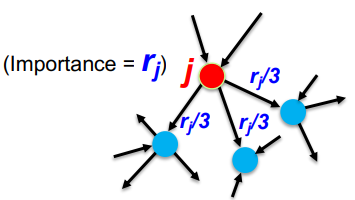 (Importance = rj) j
rj/3
rj/3 rj/3